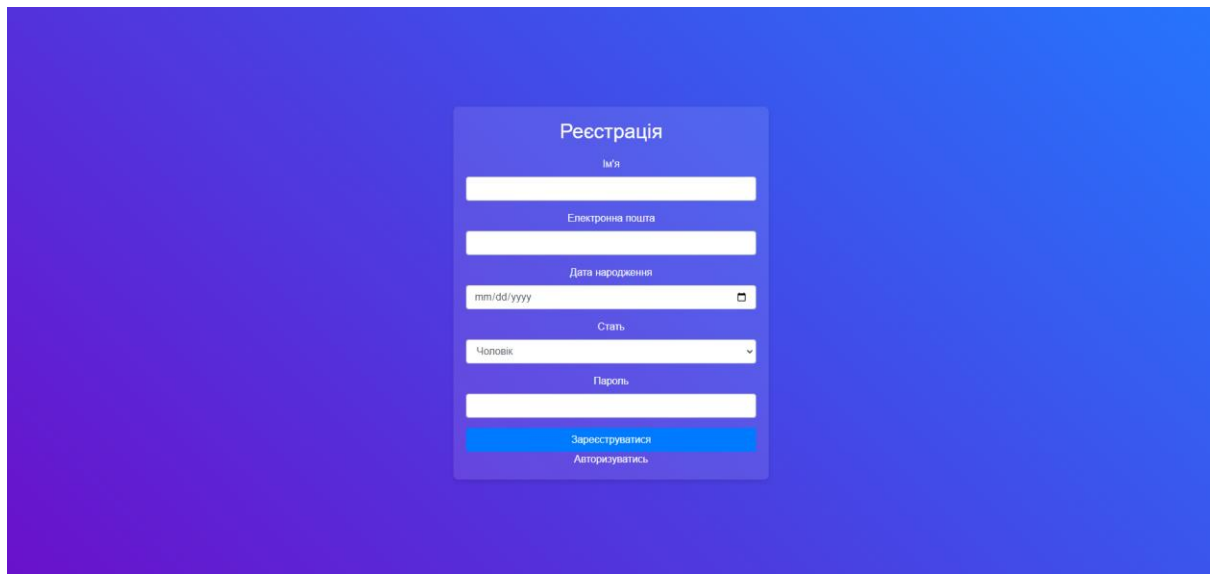 Реєстрація
Ім'я
Електронна пошта
Дата народження
mm/dd/yyyy
Стать
Чоловік
Пароль
Зареєструватися
Авторизуватись